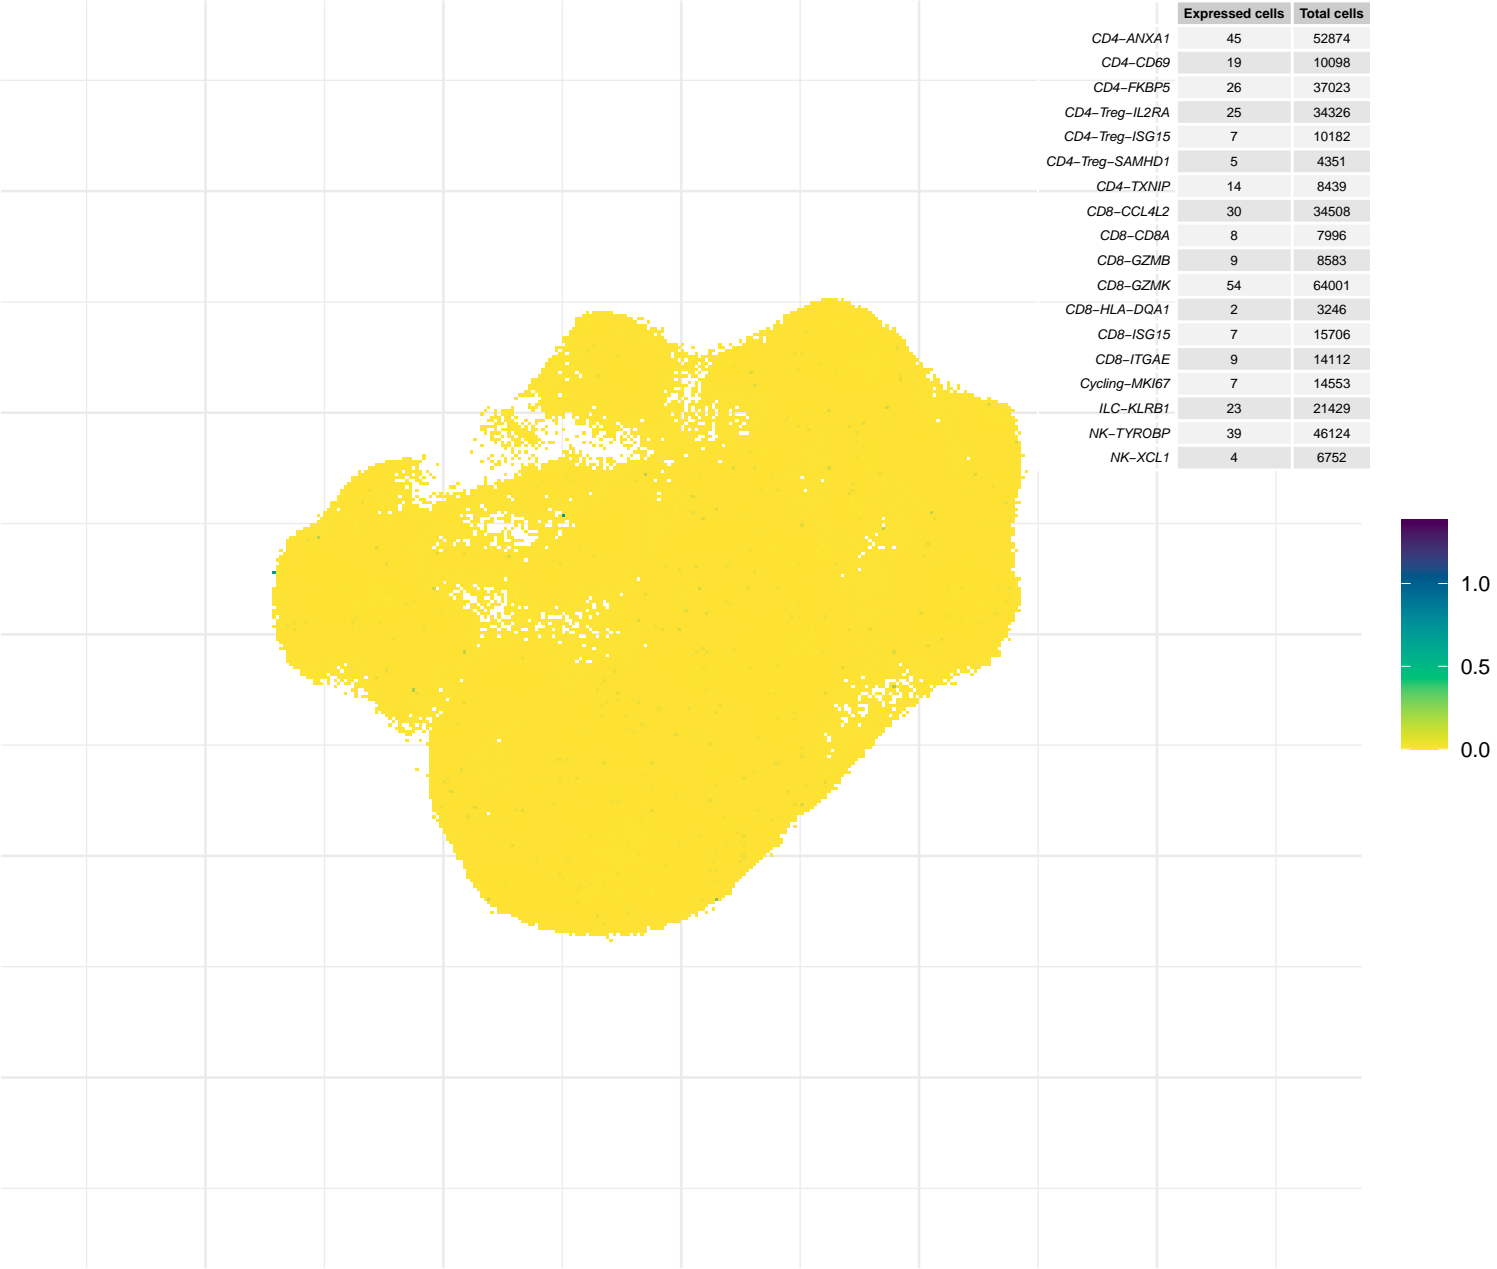 Expressed cells Total cells
CD4−ANXA1 45 52874
CD4−CD69 19 10098
CD4−FKBP5 26 37023
CD4−Treg−IL2RA 25 34326
CD4−Treg−ISG15 7 10182
CD4−Treg−SAMHD1 5 4351
CD4−TXNIP 14 8439
CD8−CCL4L2 30 34508
CD8−CD8A 8 7996
CD8−GZMB 9 8583
CD8−GZMK 54 64001
CD8−HLA−DQA1 2 3246
CD8−ISG15 7 15706
CD8−ITGAE 9 14112
Cycling−MKI67 7 14553
ILC−KLRB1 23 21429
NK−TYROBP 39 46124
NK−XCL1 4 6752
1.0
0.5
0.0